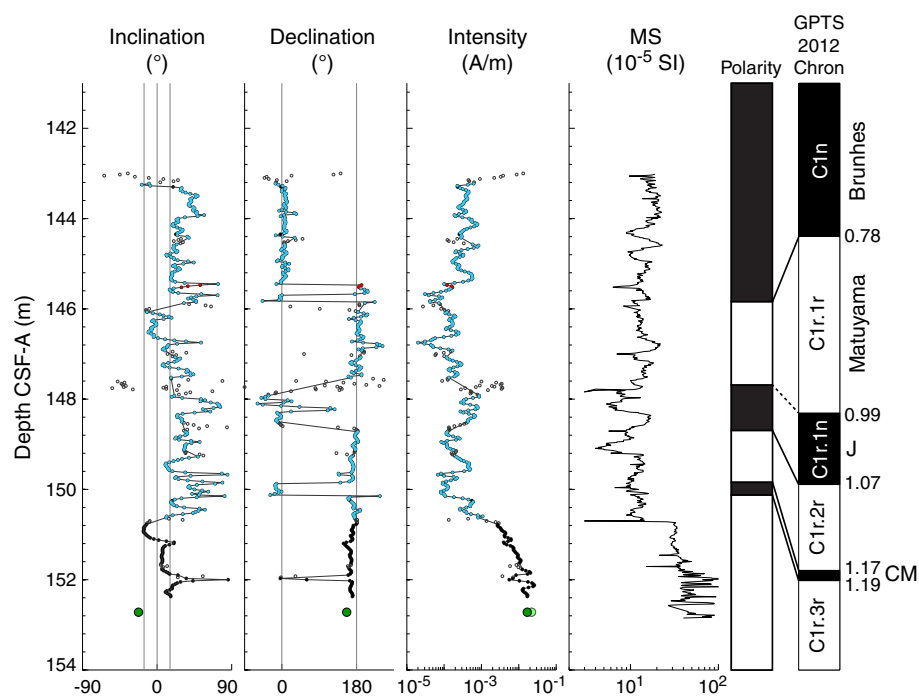 Inclination
(°)
Declination
(°)
Intensity
(A/m)
MS
(10-5 SI)
Polarity
GPTS
2012
Chron
Depth CSF-A (m)
142
144
146
148
150
152
154
-90
0
90
0
180
10-5
10-3
10-1
101
102
C1n
C1r.1r
C1r.1n
C1r.2r
C1r.3r
Brunhes
0.78
Matuyama
0.99
J
1.07
1.17
1.19
CM